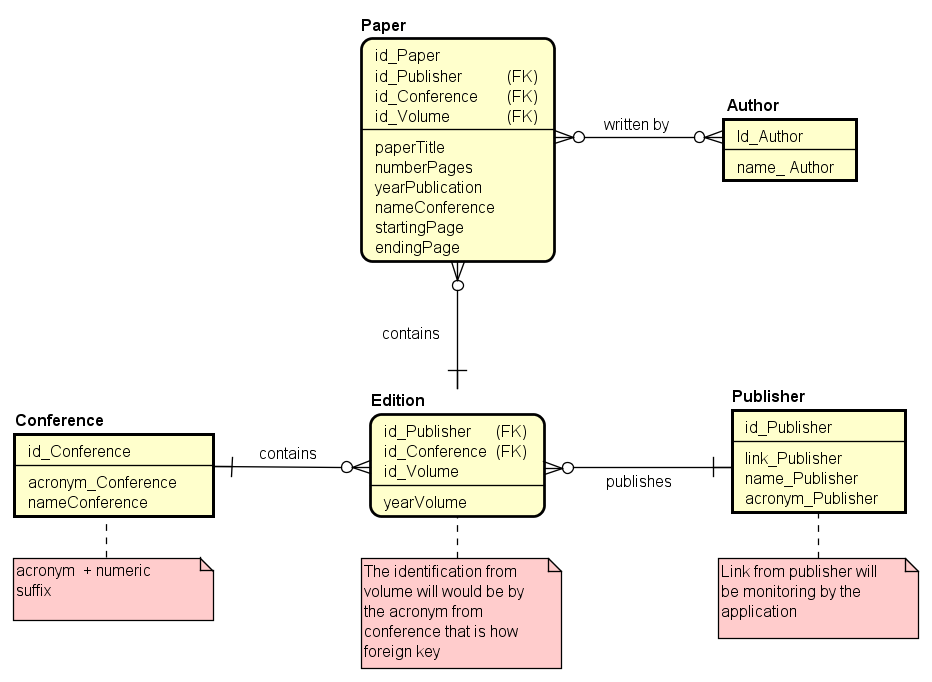 Paper
id_Paper
id_Publisher (FK)
id_Conference (FK)
id_Volume (FK)
paperTitle
numberPages
yearPublication
nameConference
startingPage
endingPage
written by
Author
Id_Author
name_ Author
contains
Conference
id_Conference
acronym_Conference
nameConference
contains
Edition
id_Publisher (FK)
id_Conference (FK)
id_Volume
yearVolume
publishes
Publisher
id_Publisher
link_Publisher
name_Publisher
acronym_Publisher
acronym + numeric
suffix
The identification from
volume will would be by
the acronym from
conference that is how
foreign key
Link from publisher will
be monitoring by the
application